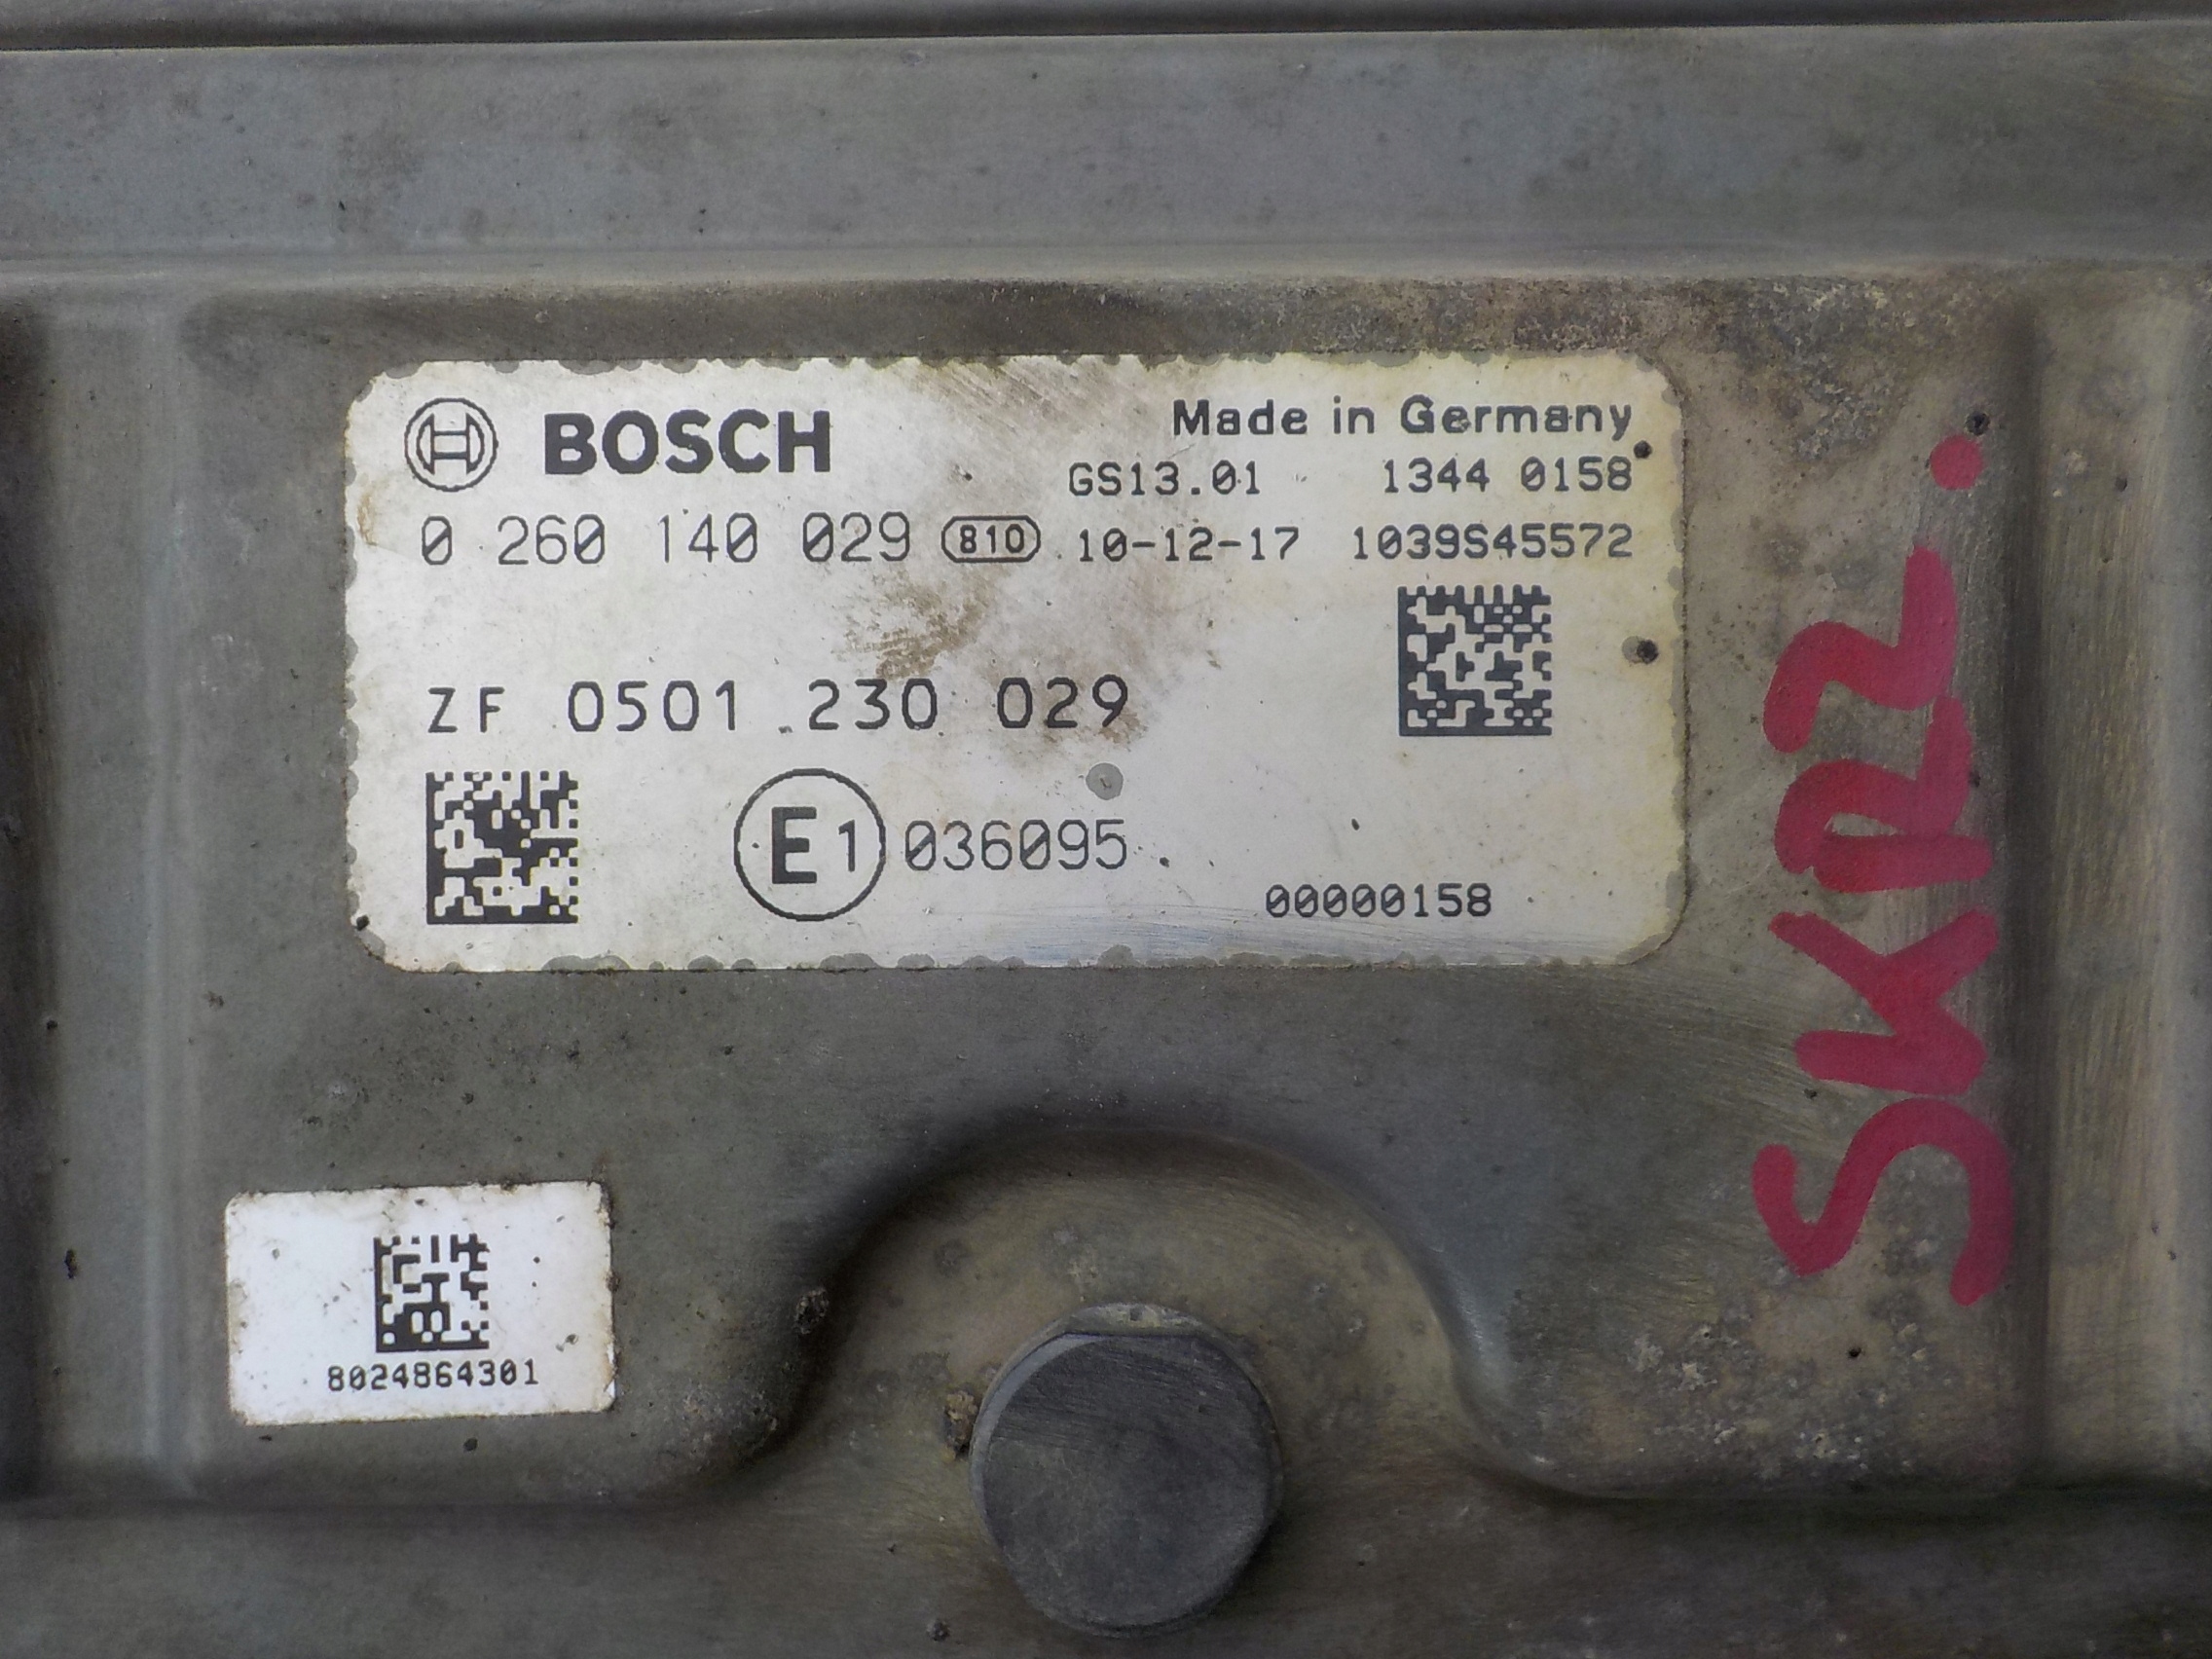 BOSCH
Made in Germany
GS13.01 1344 0158
0 260 140 029 810 10-12-17 1039S45572
ZF 0501 230 029
E1 036095
00000158
8024864301
SKRZ.